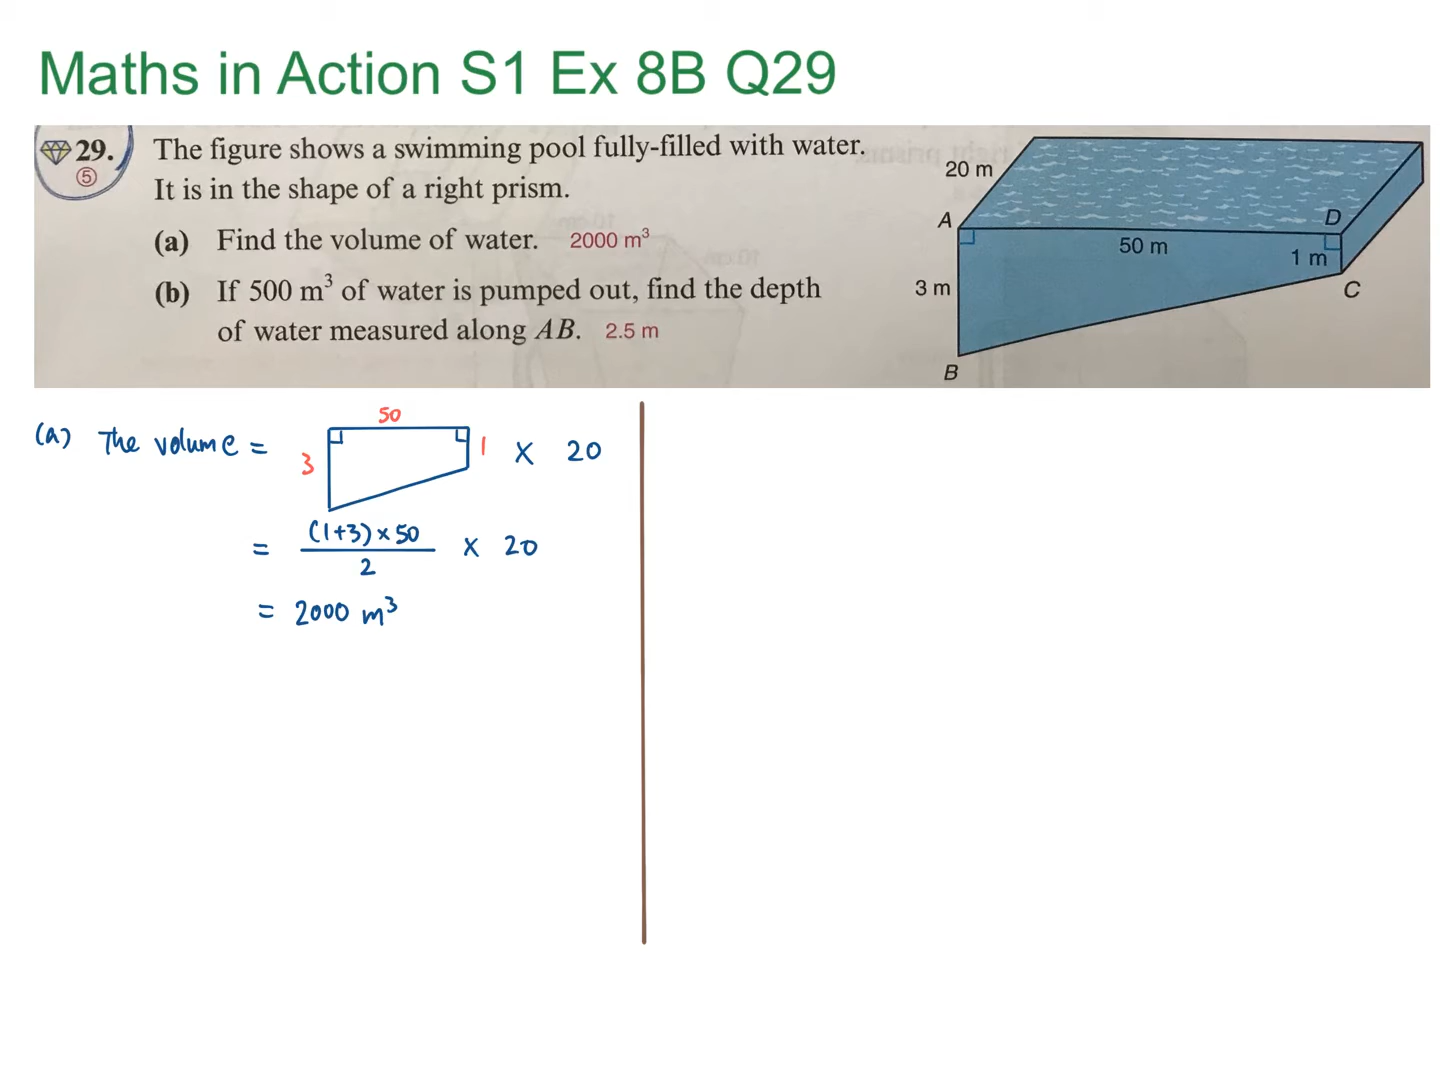 Maths in Action S1 Ex 8B Q29
29. The figure shows a swimming pool fully-filled with water.
⑤ It is in the shape of a right prism.
(a) Find the volume of water. 2000 m³
(b) If 500 m³ of water is pumped out, find the depth
of water measured along AB. 2.5 m
20 m
A
D
50 m
1 m
3 m
C
B
(a) The volume = 50 3 1 × 20
= (1+3)×50 / 2 × 20
= 2000 m³